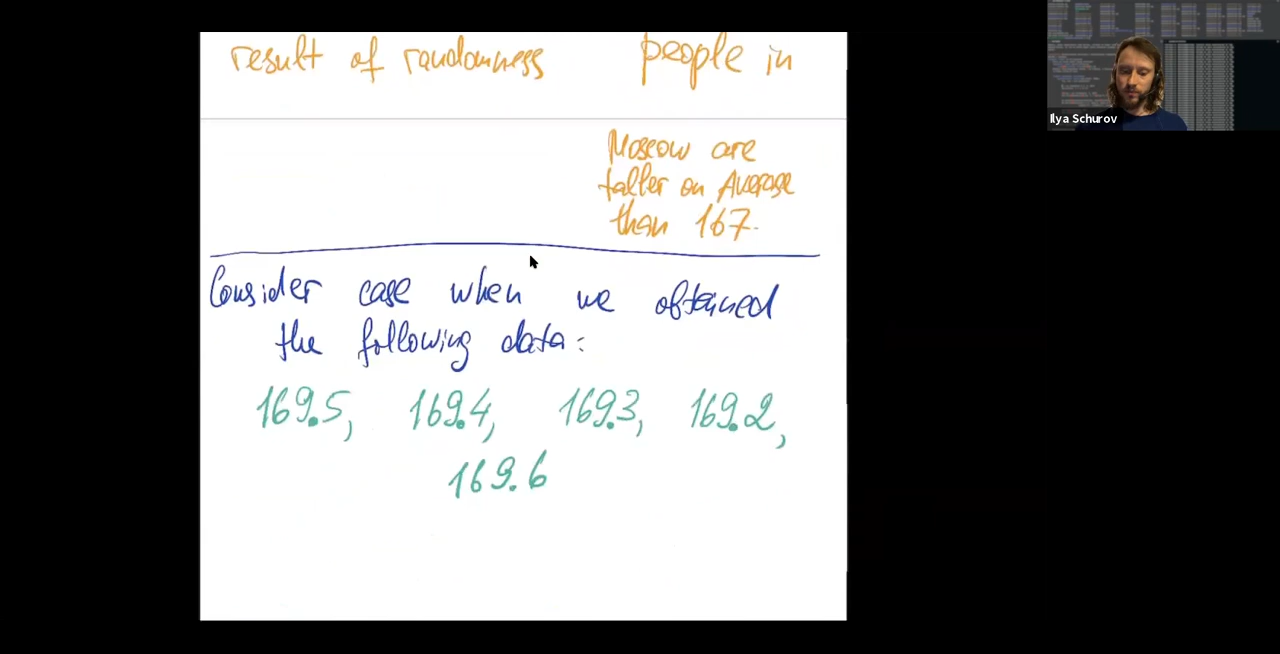 result of randomness people in
Moscow are
taller on Average
than 167.
Consider case when we obtained
the following data:
169.5, 169.4, 169.3, 169.2,
169.6
Ilya Schurov